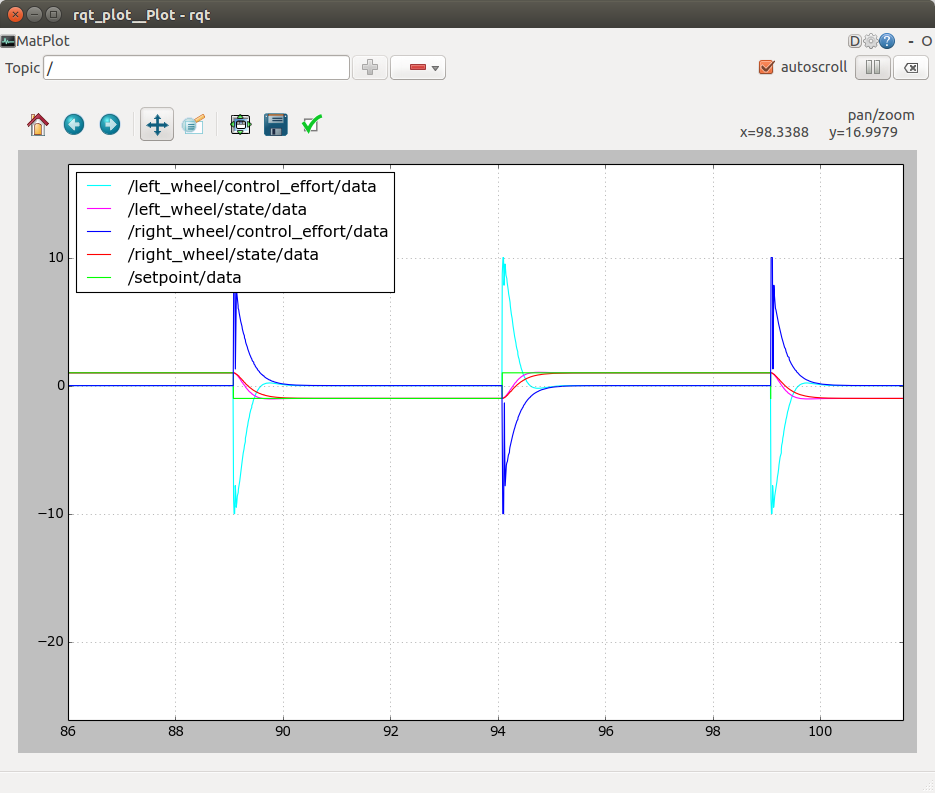 rqt_plot__Plot - rqt
MatPlot
D
?
- O
Topic /
autoscroll
pan/zoom
x=98.3388 y=16.9979
/left_wheel/control_effort/data
/left_wheel/state/data
/right_wheel/control_effort/data
/right_wheel/state/data
/setpoint/data
10
0
−10
−20
86 88 90 92 94 96 98 100